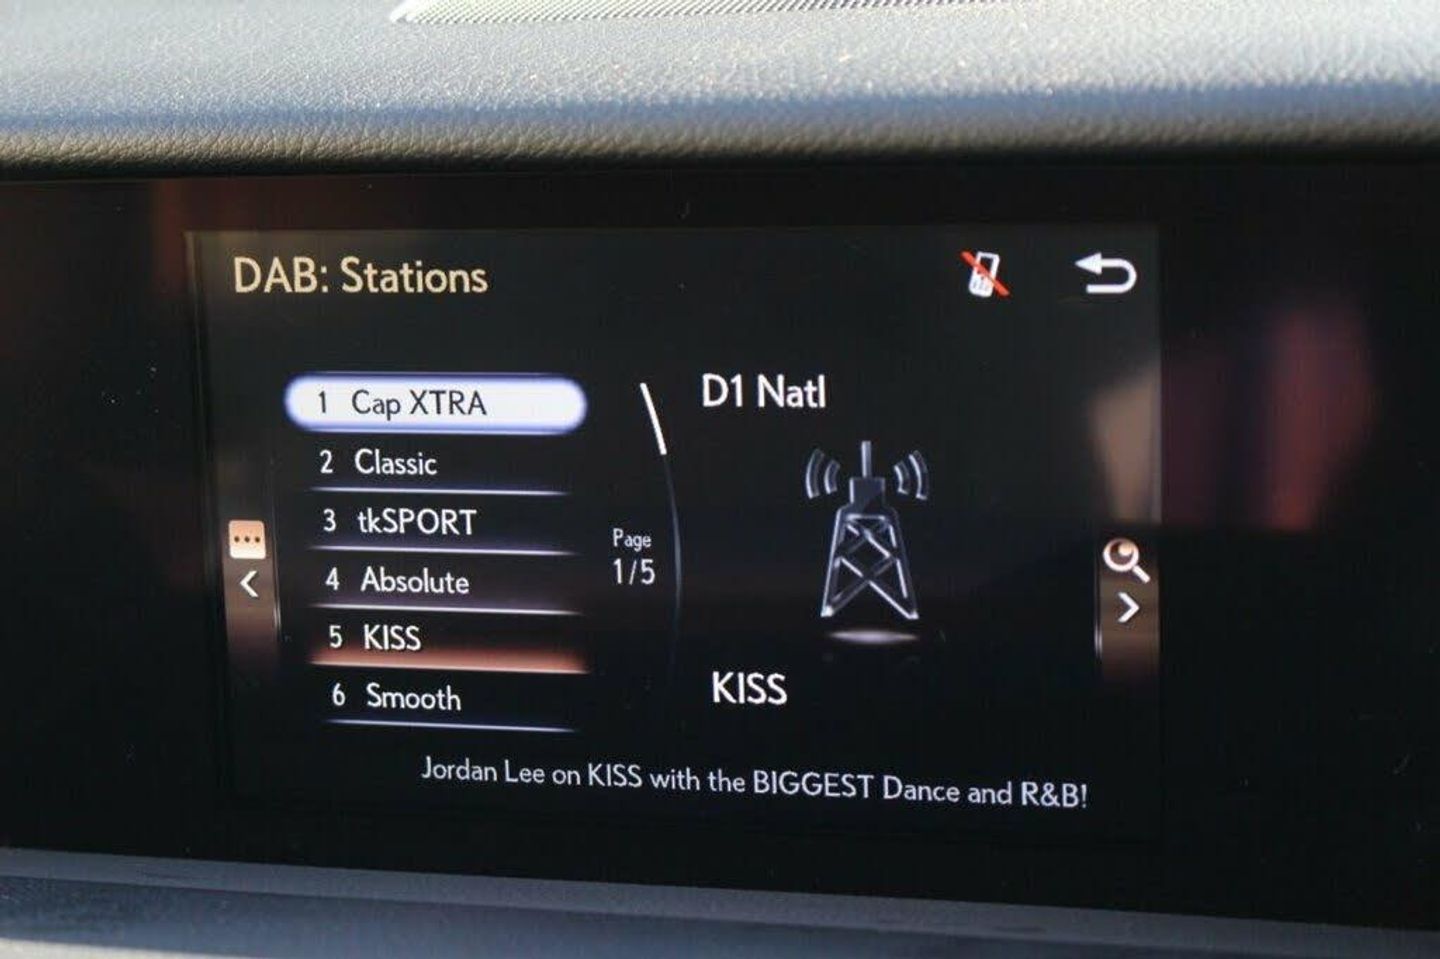 DAB: Stations
1 Cap XTRA
2 Classic
3 tkSPORT
4 Absolute
5 KISS
6 Smooth
Page
1/5
D1 Natl
KISS
Jordan Lee on KISS with the BIGGEST Dance and R&B!